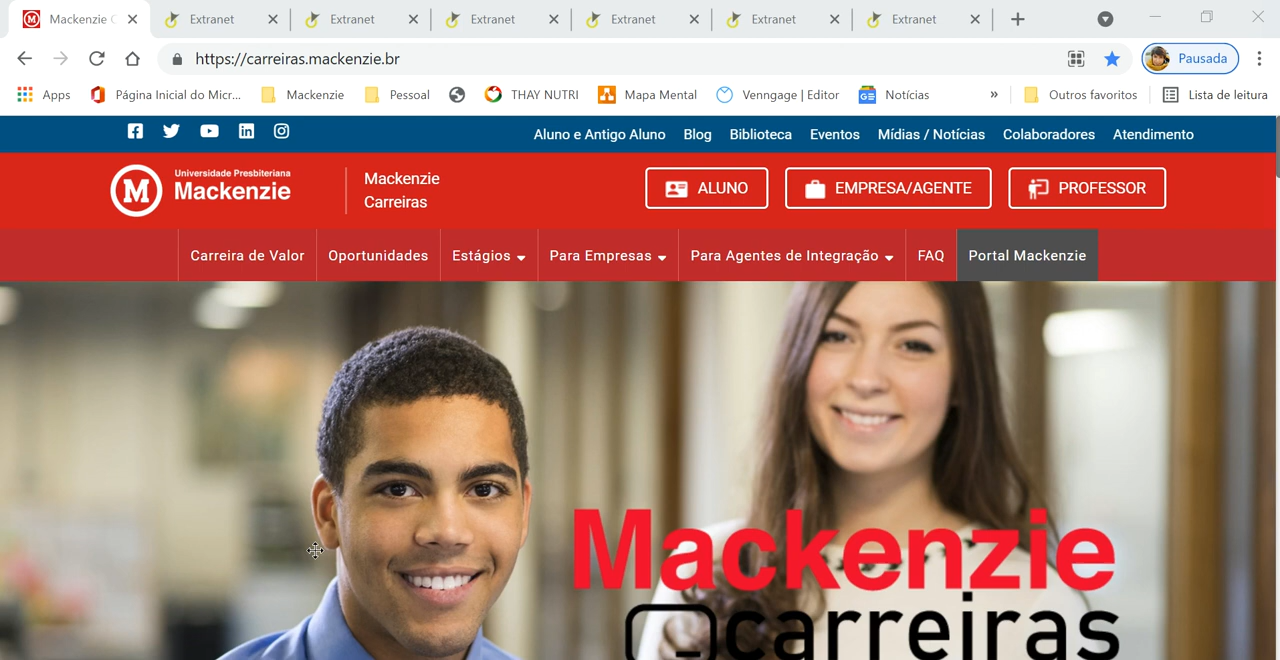 Mackenzie C
Extranet
Extranet
Extranet
Extranet
Extranet
Extranet
https://carreiras.mackenzie.br
Pausada
Apps
Página Inicial do Micr...
Mackenzie
Pessoal
THAY NUTRI
Mapa Mental
Venngage | Editor
Notícias
»
Outros favoritos
Lista de leitura
Aluno e Antigo Aluno
Blog
Biblioteca
Eventos
Mídias / Notícias
Colaboradores
Atendimento
M
Universidade Presbiteriana
Mackenzie
Mackenzie
Carreiras
ALUNO
EMPRESA/AGENTE
PROFESSOR
Carreira de Valor
Oportunidades
Estágios
Para Empresas
Para Agentes de Integração
FAQ
Portal Mackenzie
Mackenzie
carreiras